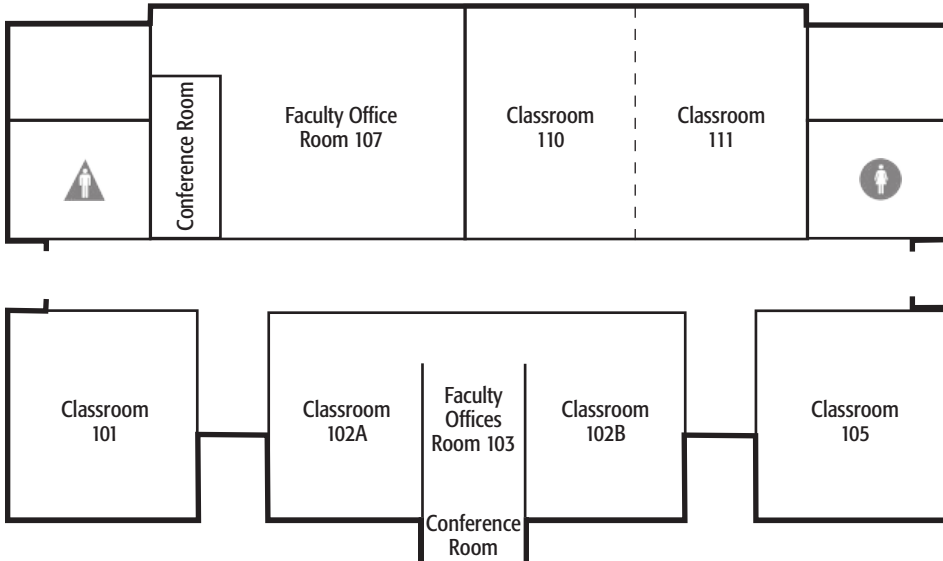 Conference Room
Faculty Office
Room 107
Classroom
110
Classroom
111
Classroom
101
Classroom
102A
Faculty
Offices
Room 103
Classroom
102B
Classroom
105
Conference
Room